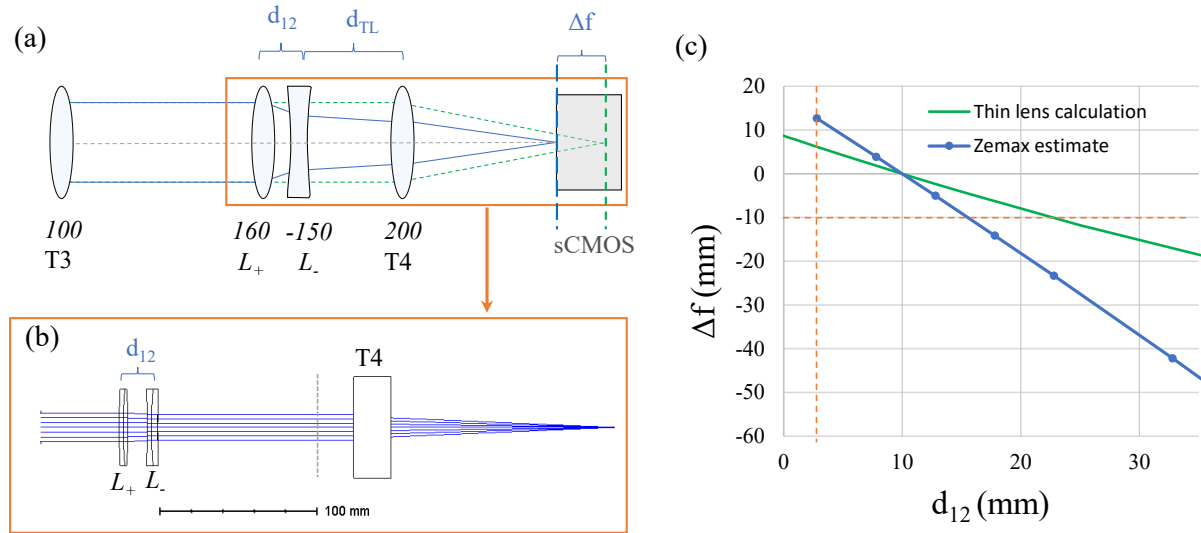 (a)
d12
dTL
Δf
100
T3
160
L+
-150
L-
200
T4
sCMOS
(b)
d12
T4
L+
L-
100 mm
(c)
20
10
0
-10
-20
-30
-40
-50
-60
0
10
20
30
Δf (mm)
d12 (mm)
Thin lens calculation
Zemax estimate